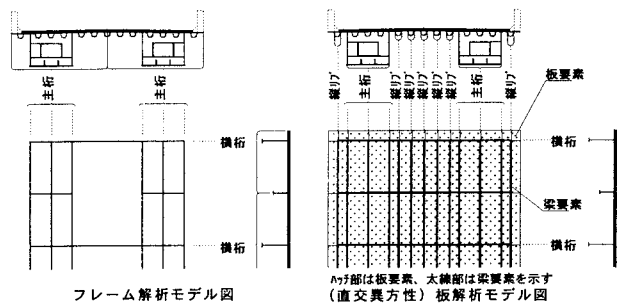 主桁
主桁
横桁
横桁
フレーム解析モデル図
縦リブ
主桁
縦リブ
縦リブ
縦リブ
縦リブ
縦リブ
主桁
縦リブ
板要素
横桁
梁要素
横桁
ハッチ部は板要素、太線部は梁要素を示す
(直交異方性) 板解析モデル図